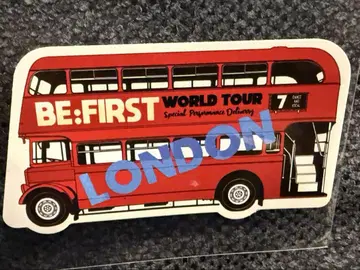 BE:FIRST WORLD TOUR
Special Performance Delivery
7
LONDON